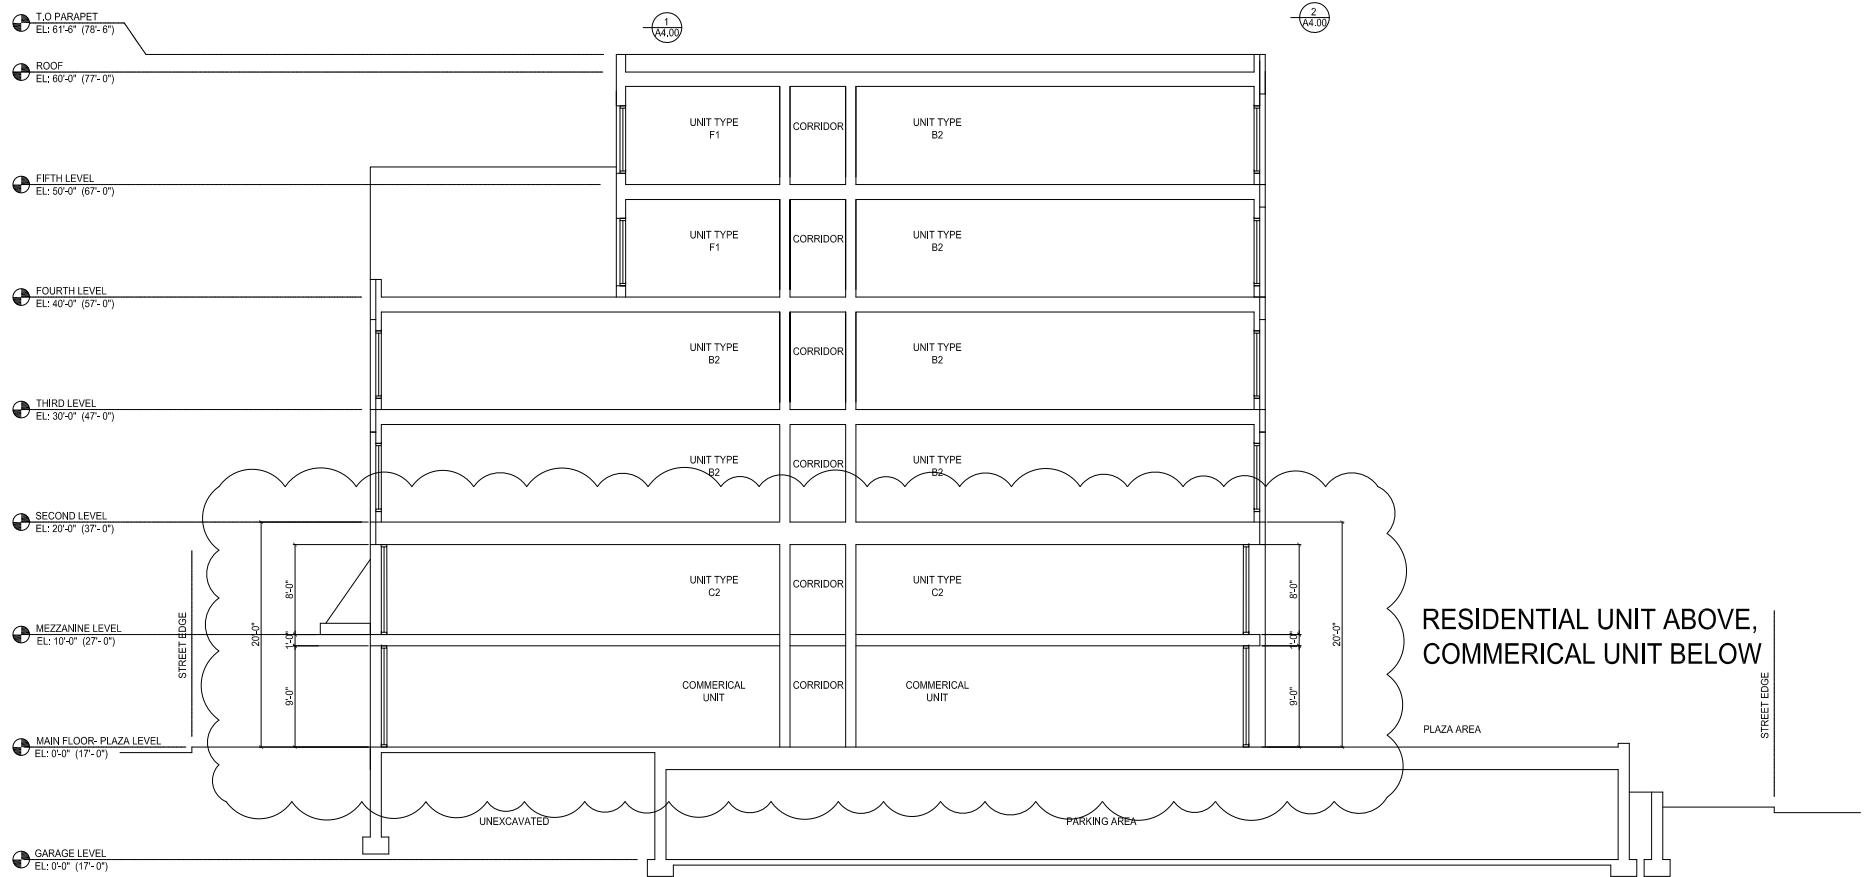 T.O PARAPET
EL: 61'-6" (78'- 6")
1
A4.00
2
A4.00
ROOF
EL: 60'-0" (77'- 0")
UNIT TYPE
F1
CORRIDOR
UNIT TYPE
B2
FIFTH LEVEL
EL: 50'-0" (67'- 0")
UNIT TYPE
F1
CORRIDOR
UNIT TYPE
B2
FOURTH LEVEL
EL: 40'-0" (57'- 0")
UNIT TYPE
B2
CORRIDOR
UNIT TYPE
B2
THIRD LEVEL
EL: 30'-0" (47'- 0")
UNIT TYPE
B2
CORRIDOR
UNIT TYPE
B2
SECOND LEVEL
EL: 20'-0" (37'- 0")
STREET EDGE
20'-0"
8'-0"
1'-0"
9'-0"
UNIT TYPE
C2
CORRIDOR
UNIT TYPE
C2
8'-0"
1'-0"
9'-0"
20'-0"
MEZZANINE LEVEL
EL: 10'-0" (27'- 0")
RESIDENTIAL UNIT ABOVE,
COMMERICAL UNIT BELOW
COMMERICAL
UNIT
CORRIDOR
COMMERICAL
UNIT
STREET EDGE
PLAZA AREA
MAIN FLOOR- PLAZA LEVEL
EL: 0'-0" (17'- 0")
UNEXCAVATED
PARKING AREA
GARAGE LEVEL
EL: 0'-0" (17'- 0")